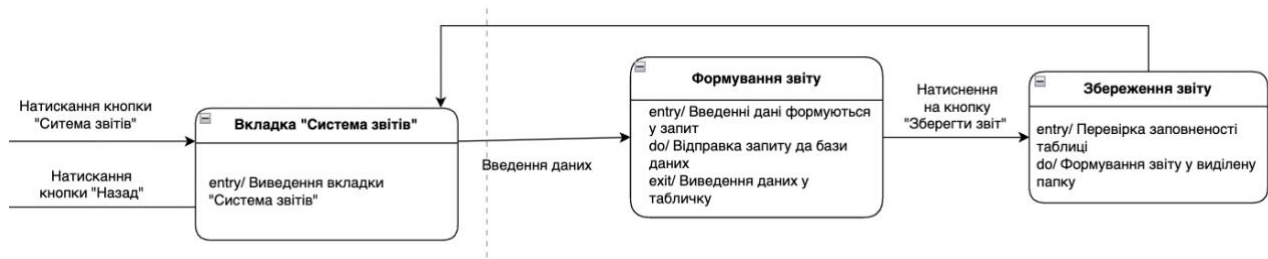 Натискання кнопки
"Ситема звітів"
Натискання
кнопки "Назад"
Вкладка "Система звітів"
entry/ Виведення вкладки
"Система звітів"
Введення даних
Формування звіту
entry/ Введенні дані формуються
у запит
do/ Відправка запиту да бази
даних
exit/ Виведення даних у
табличку
Натиснення
на кнопку
"Зберегти звіт"
Збереження звіту
entry/ Перевірка заповненості
таблиці
do/ Формування звіту у виділену
папку